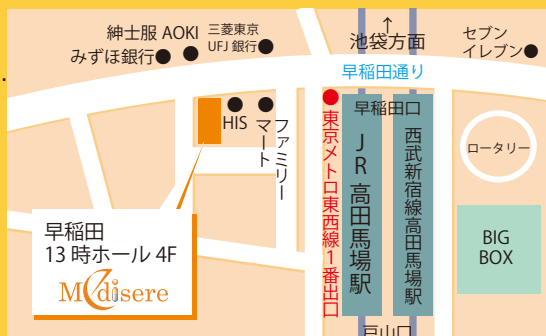 紳士服 AOKI
みずほ銀行
三菱東京
UFJ 銀行
↑
池袋方面
セブン
イレブン
早稲田通り
HIS
ファミリー
マート
東京メトロ東西線1番出口
早稲田口
JR 高田馬場駅
西武新宿線高田馬場駅
ロータリー
BIG
BOX
早稲田
13 時ホール 4F
Medisere
戸山口